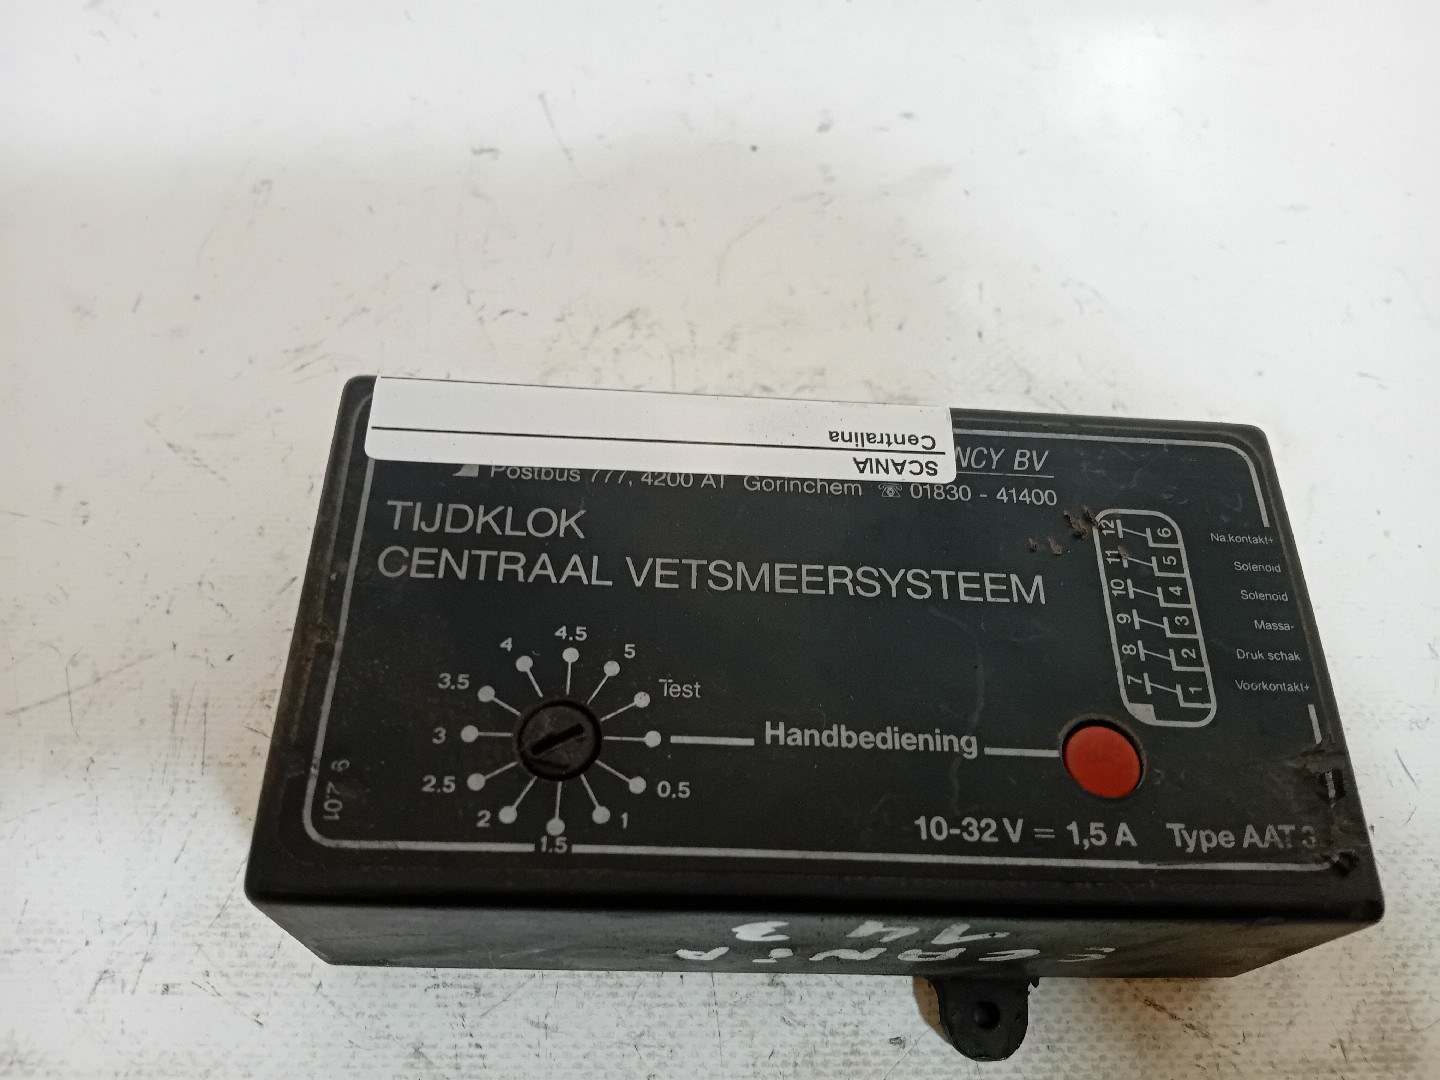 SCANIA
Centralina
NCY BV
Postbus 777, 4200 AT Gorinchem ☏ 01830 - 41400
TIJDKLOK
CENTRAAL VETSMEERSYSTEEM
12 6 Na.kontakt+
11 5 Solenoid
10 4 Solenoid
9 3 Massa-
8 2 Druk schak
7 1 Voorkontakt+
4.5
4
5
3.5
Test
3
Handbediening
2.5
0.5
2
1
1.5
10-32 V = 1,5 A Type AAT 3